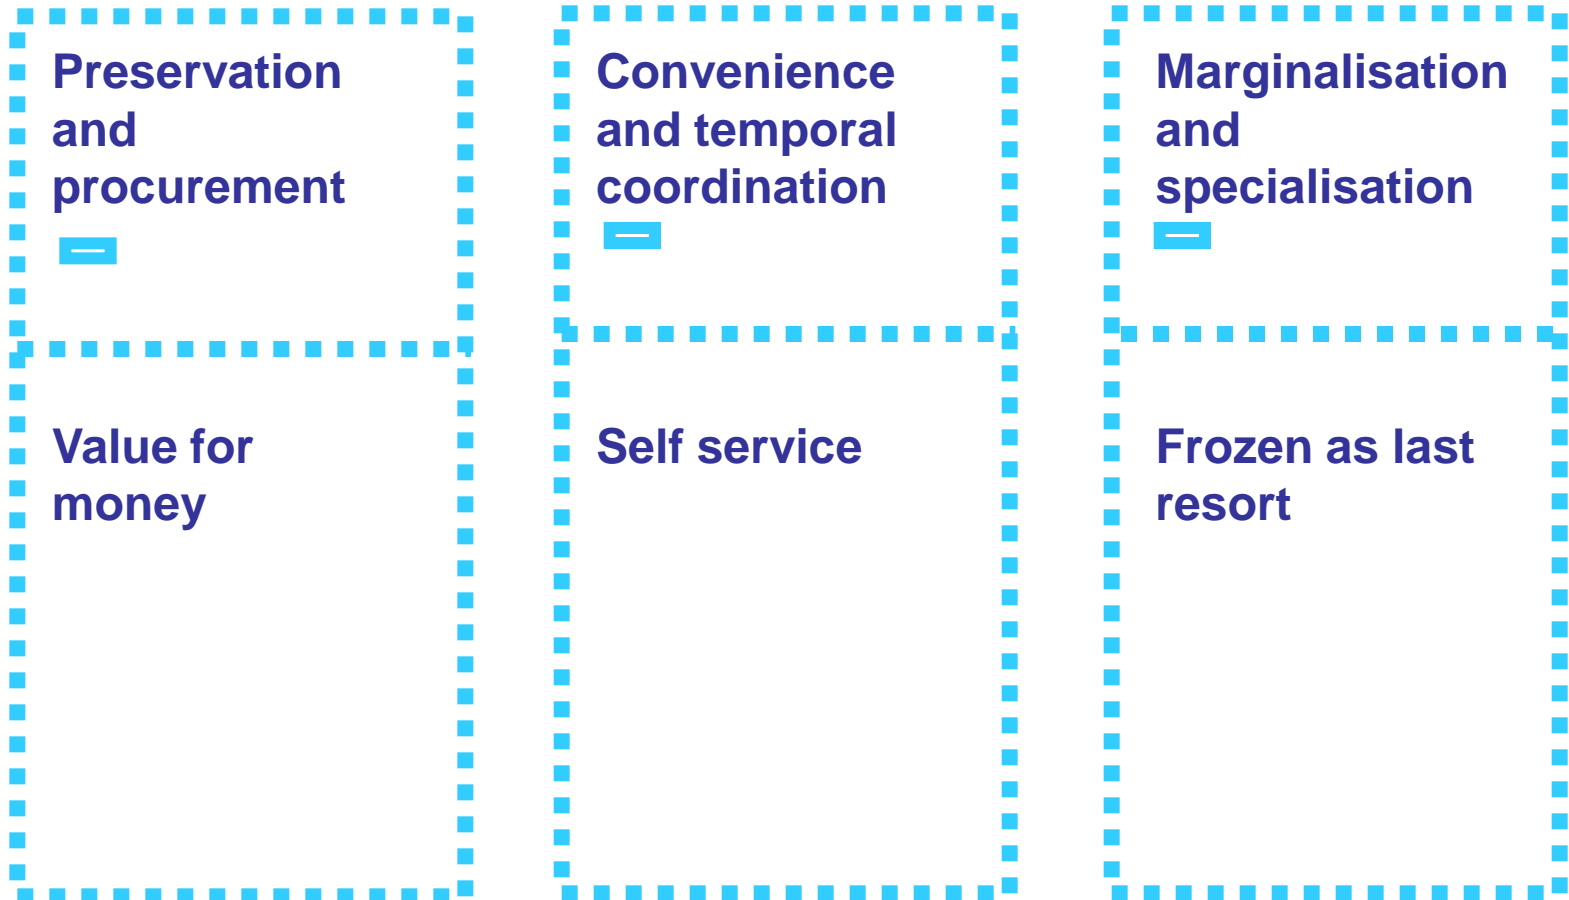 Preservation
and
procurement
Value for
money
Convenience
and temporal
coordination
Self service
Marginalisation
and
specialisation
Frozen as last
resort